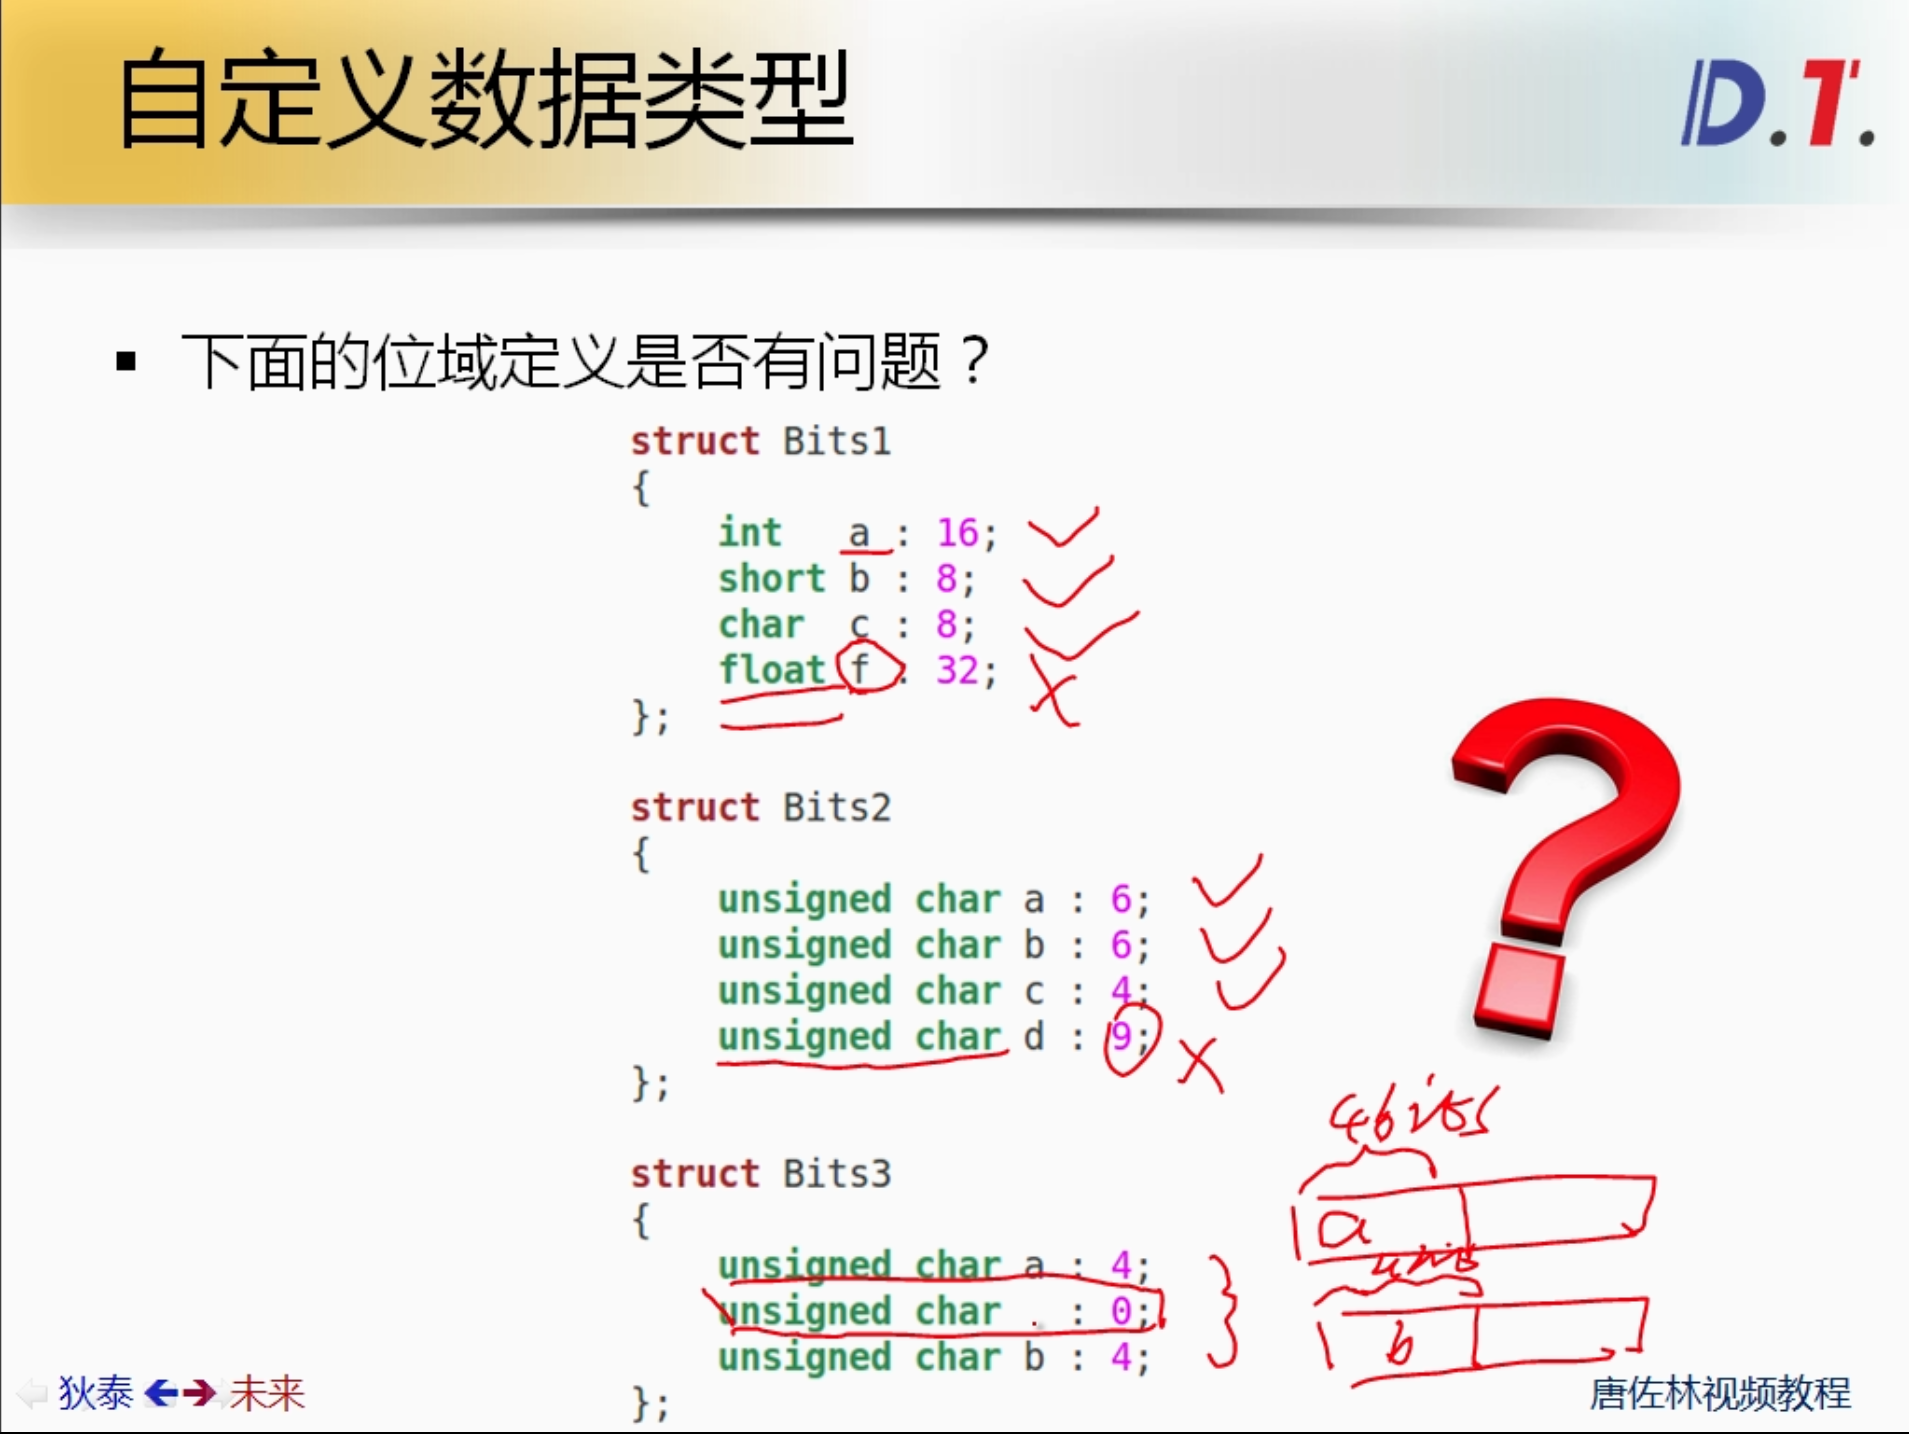 自定义数据类型
D.T.
▪ 下面的位域定义是否有问题？
struct Bits1
{
int a : 16;
short b : 8;
char c : 8;
float f : 32;
};
struct Bits2
{
unsigned char a : 6;
unsigned char b : 6;
unsigned char c : 4;
unsigned char d : 9;
};
4bits
struct Bits3
{
a
unsigned char a : 4;
unsigned char : 0;
unsigned char b : 4;
b
};
狄泰 未来
唐佐林视频教程